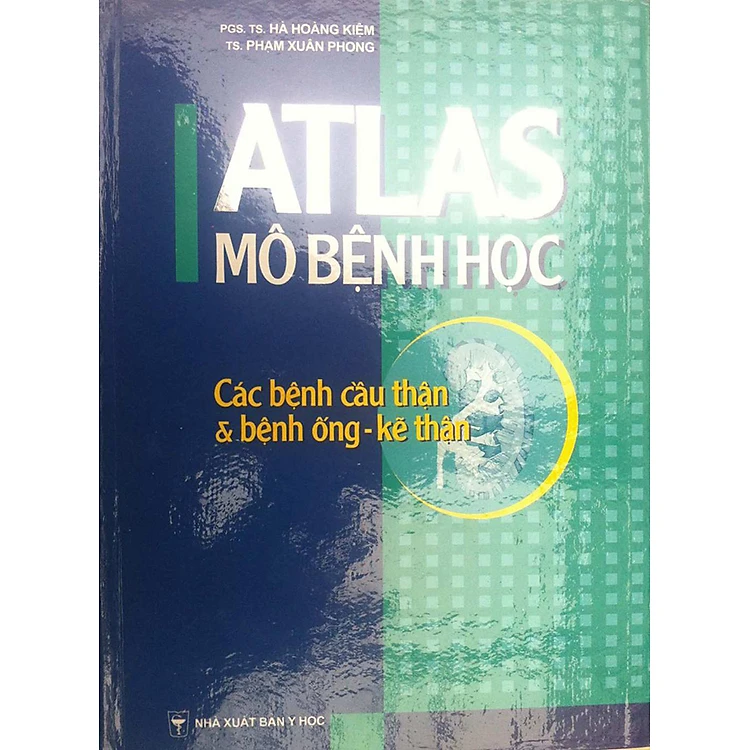 PGS. TS. HÀ HOÀNG KIỆM
TS. PHẠM XUÂN PHONG
ATLAS
MÔ BỆNH HỌC
Các bệnh cầu thận
& bệnh ống - kẽ thận
NHÀ XUẤT BẢN Y HỌC